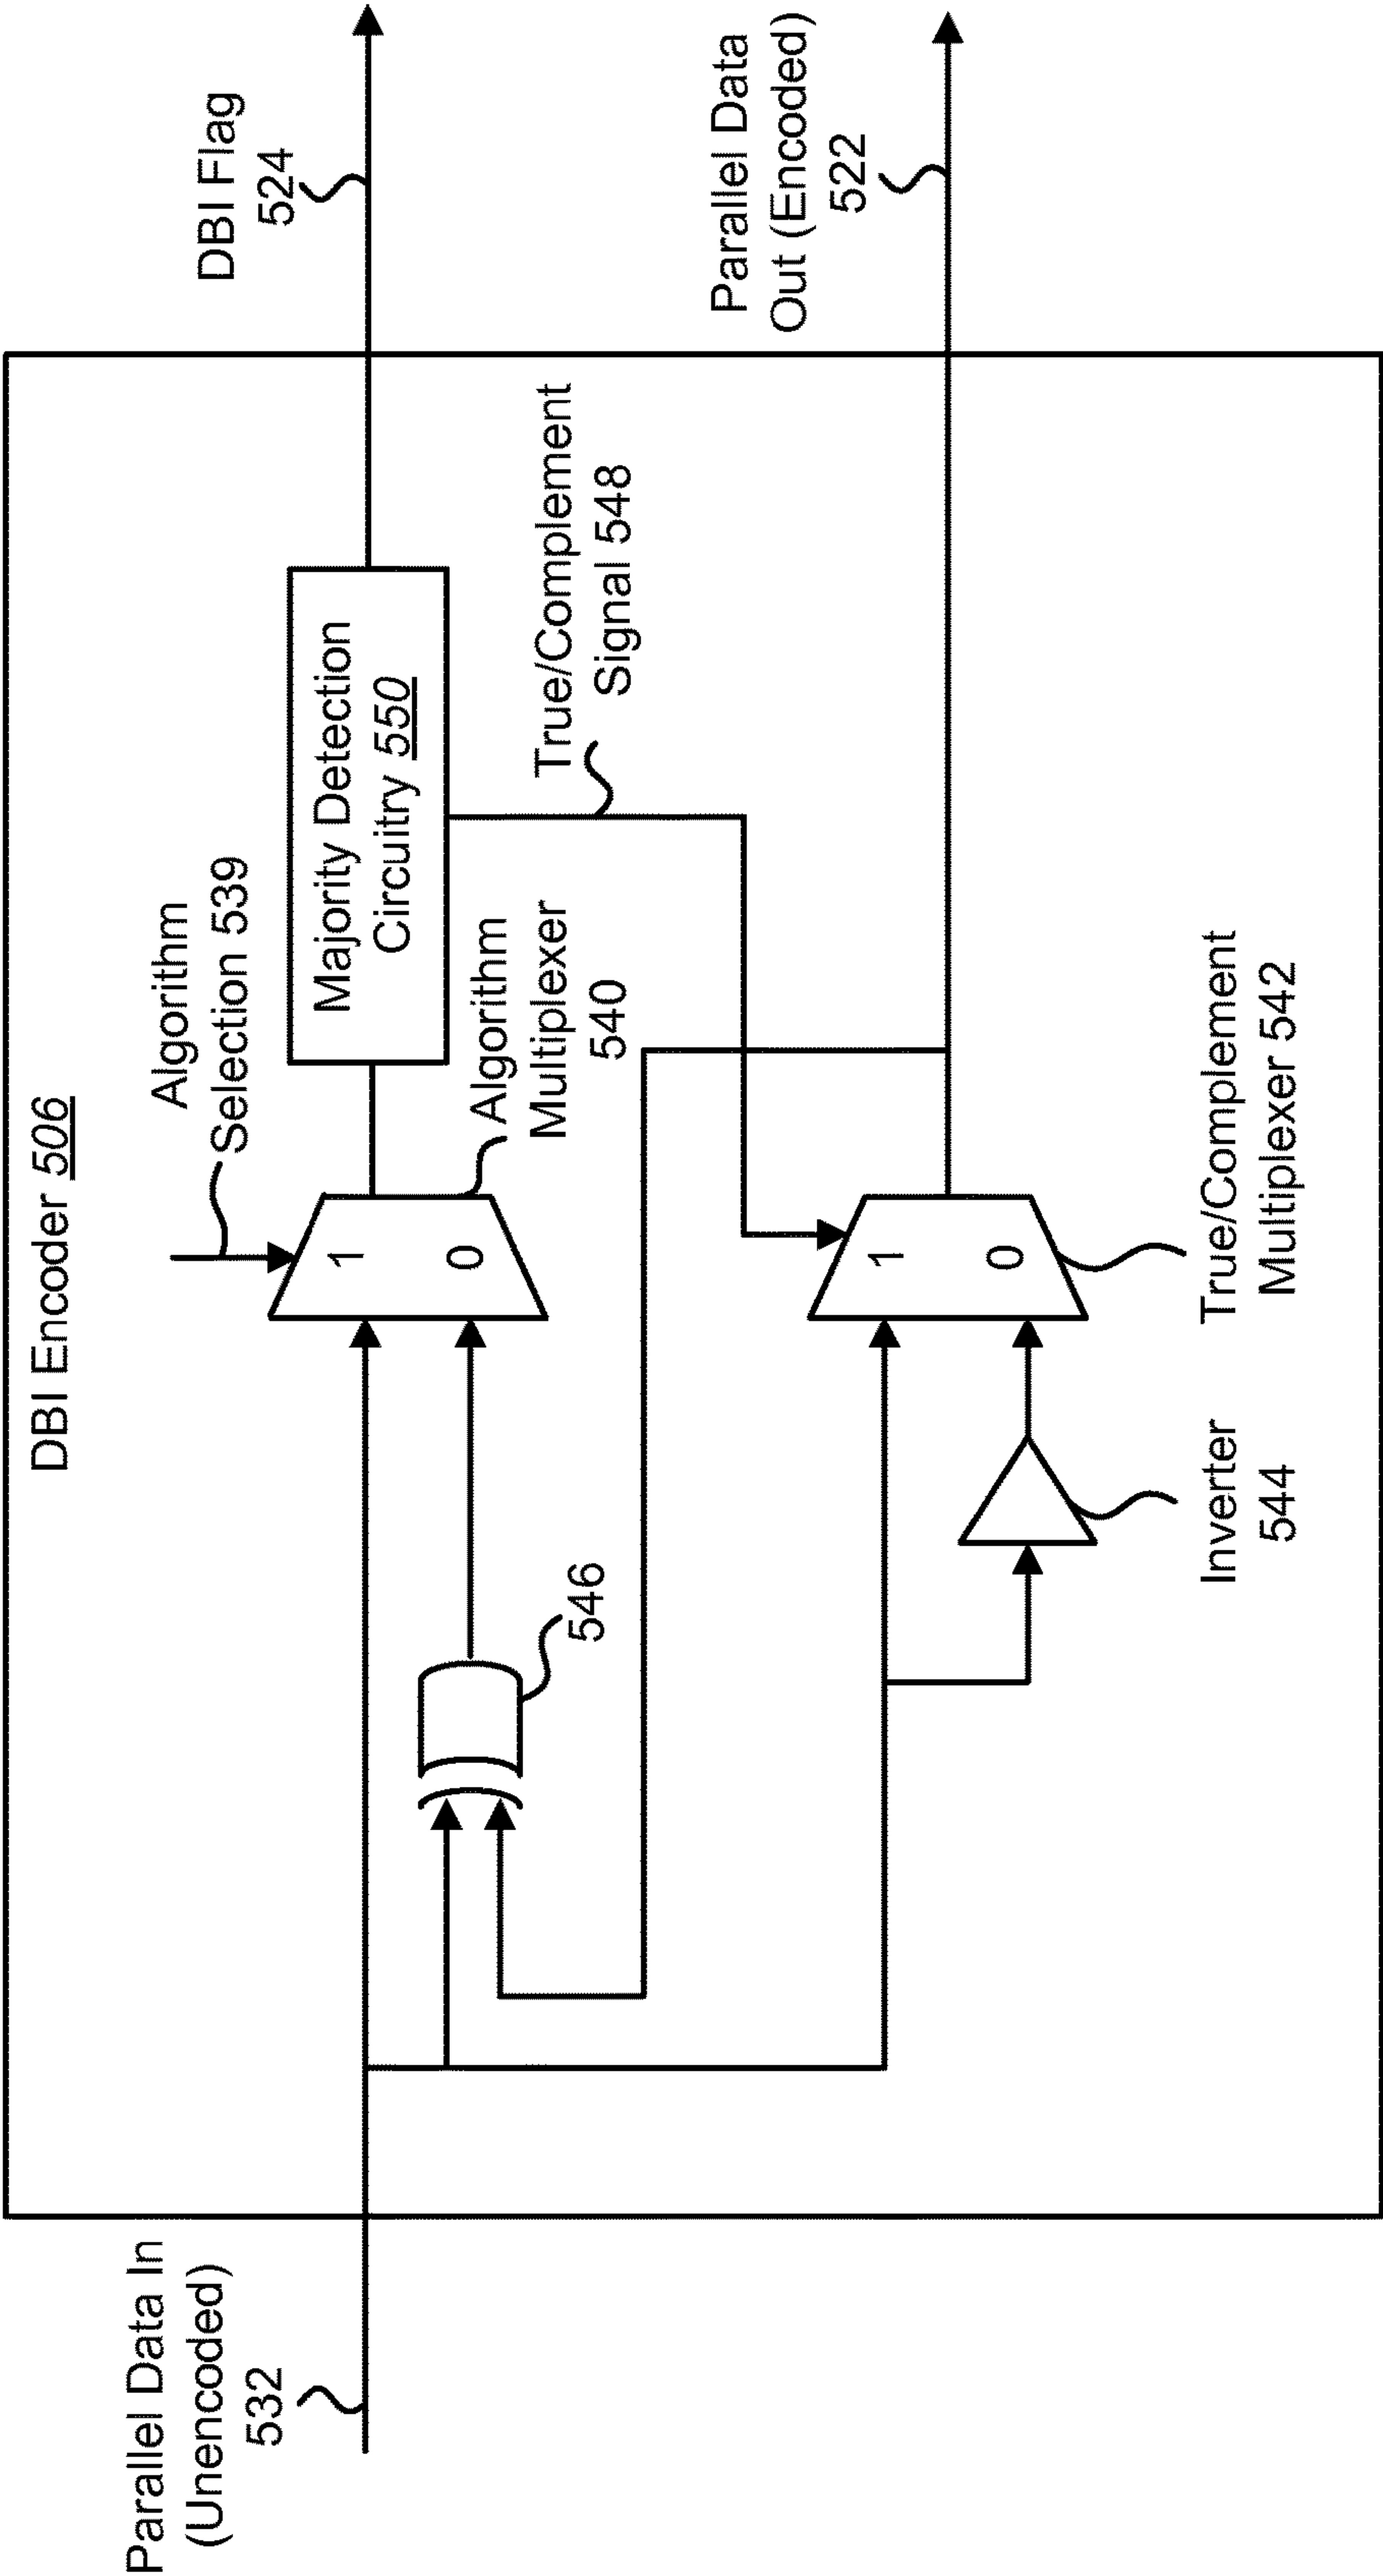 DBI Encoder 506
Parallel Data In
(Unencoded)
532
Algorithm
Selection 539
1
0
Algorithm
Multiplexer
540
Majority Detection
Circuitry 550
DBI Flag
524
546
True/Complement
Signal 548
1
0
Inverter
544
True/Complement
Multiplexer 542
Parallel Data
Out (Encoded)
522